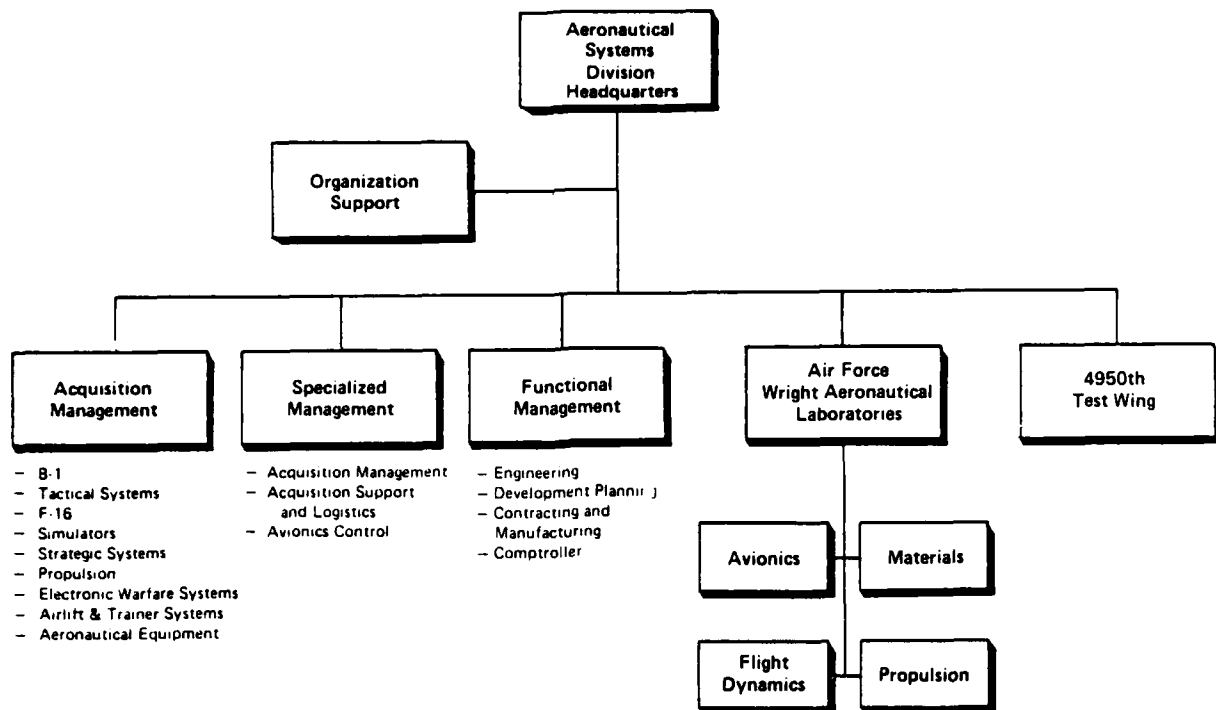 Aeronautical
Systems
Division
Headquarters
Organization
Support
Acquisition
Management
- B-1
- Tactical Systems
- F-16
- Simulators
- Strategic Systems
- Propulsion
- Electronic Warfare Systems
- Airlift & Trainer Systems
- Aeronautical Equipment
Specialized
Management
- Acquisition Management
- Acquisition Support
and Logistics
- Avionics Control
Functional
Management
- Engineering
- Development Planning
- Contracting and
Manufacturing
- Comptroller
Air Force
Wright Aeronautical
Laboratories
Avionics
Materials
Flight
Dynamics
Propulsion
4950th
Test Wing